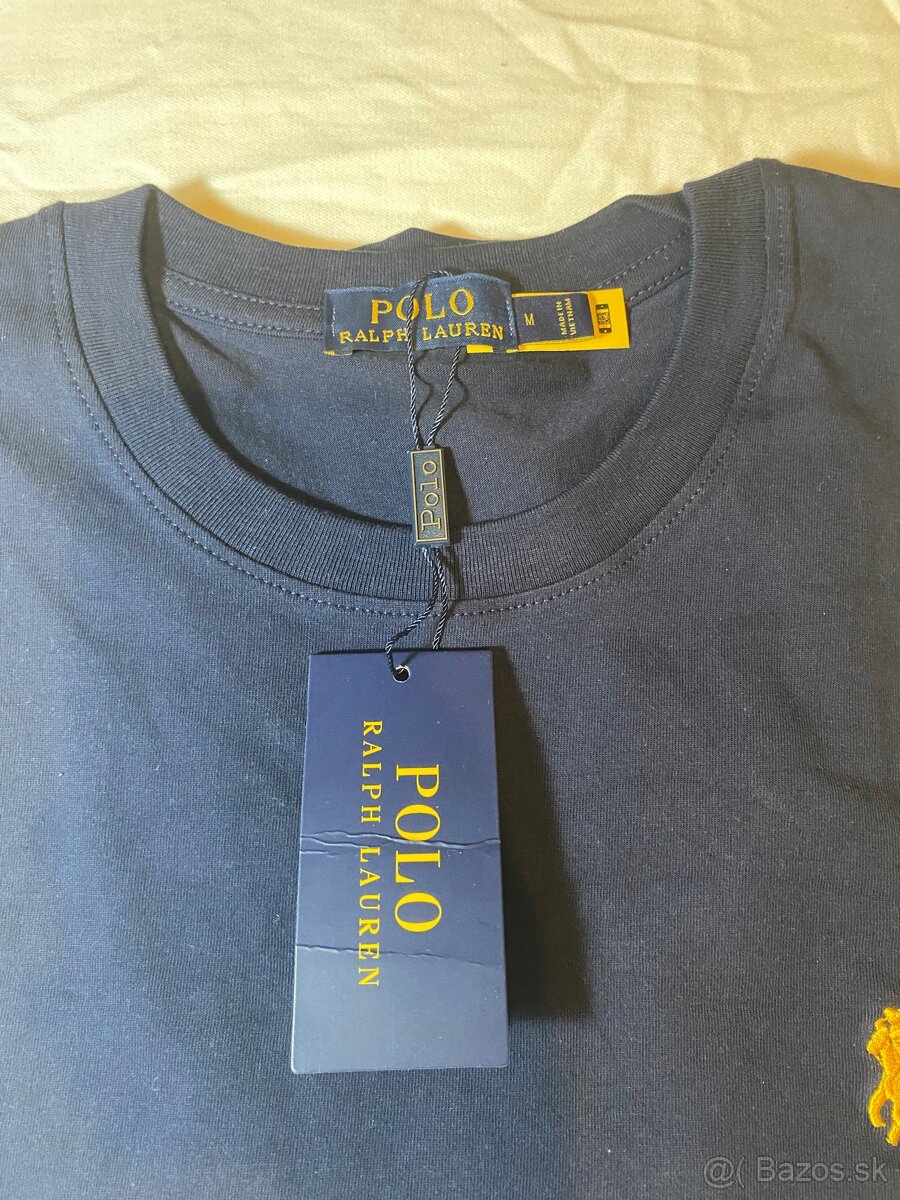 POLO
RALPH LAUREN
M
MADE IN
VIETNAM
Polo
POLO
RALPH LAUREN
@( Bazos.sk